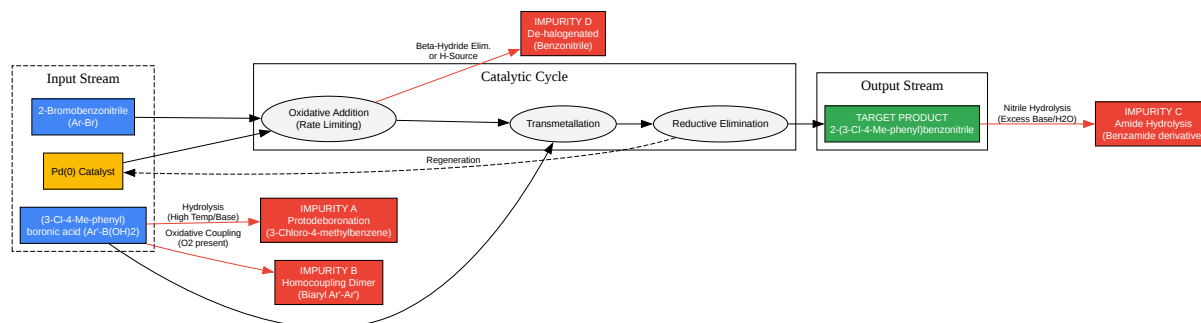 Input Stream
2-Bromobenzonitrile
(Ar-Br)
Pd(0) Catalyst
(3-Cl-4-Me-phenyl)
boronic acid (Ar'-B(OH)2)
Hydrolysis
(High Temp/Base)
Oxidative Coupling
(O2 present)
IMPURITY A
Protodeboronation
(3-Chloro-4-methylbenzene)
IMPURITY B
Homocoupling Dimer
(Biaryl Ar'-Ar')
Catalytic Cycle
Oxidative Addition
(Rate Limiting)
Beta-Hydride Elim.
or H-Source
IMPURITY D
De-halogenated
(Benzonitrile)
Transmetallation
Reductive Elimination
Regeneration
Output Stream
TARGET PRODUCT
2-(3-Cl-4-Me-phenyl)benzonitrile
Nitrile Hydrolysis
(Excess Base/H2O)
IMPURITY C
Amide Hydrolysis
(Benzamide derivative